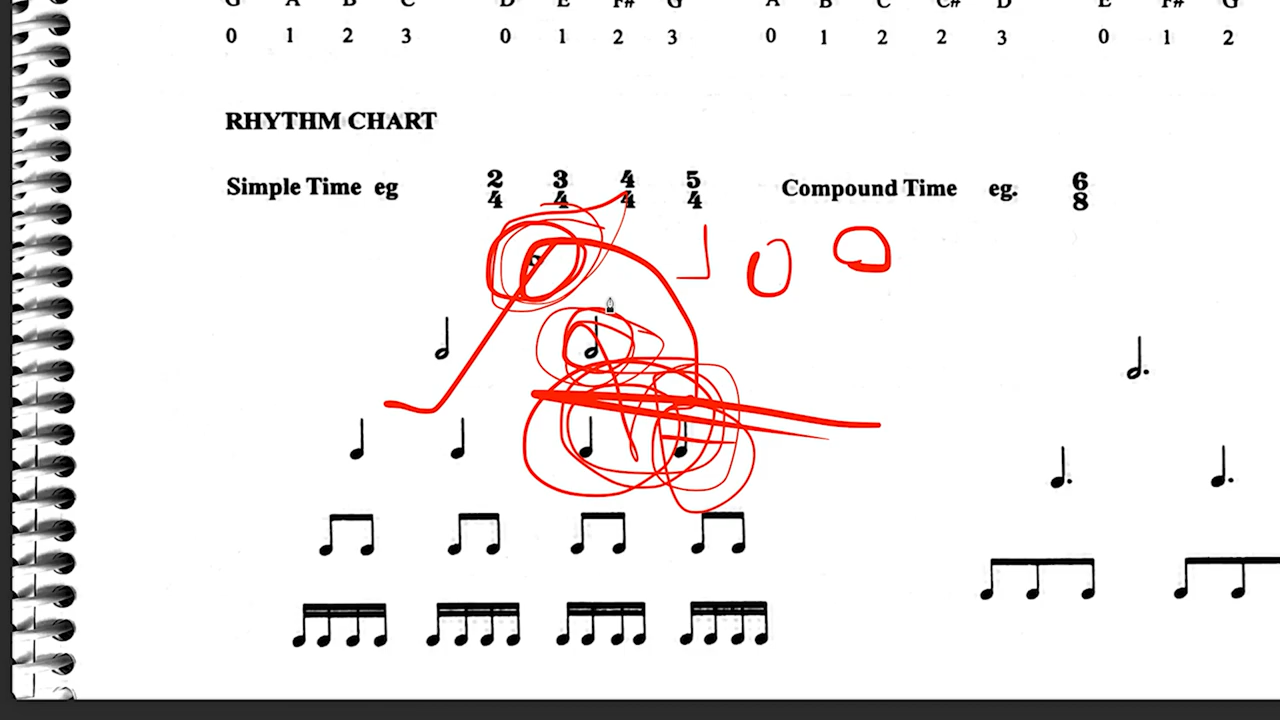 G A B C D E F# G A B C C# D E F# G
0 1 2 3 0 1 2 3 0 1 2 2 3 0 1 2
RHYTHM CHART
Simple Time eg 2/4 3/4 4/4 5/4 Compound Time eg. 6/8